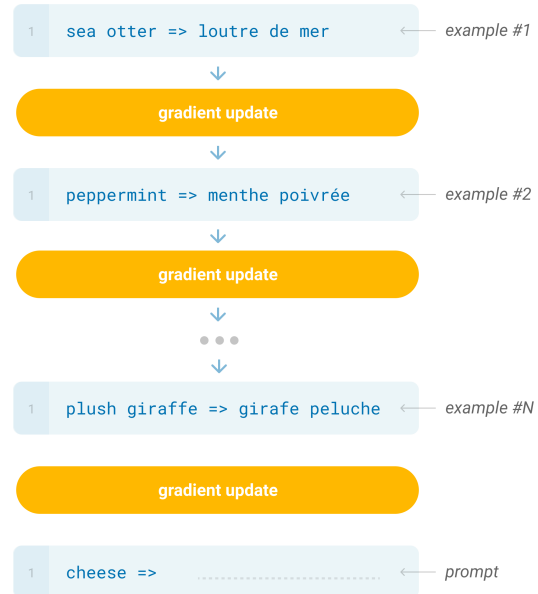 1 sea otter => loutre de mer example #1
gradient update
1 peppermint => menthe poivrée example #2
gradient update
1 plush giraffe => girafe peluche example #N
gradient update
1 cheese => prompt